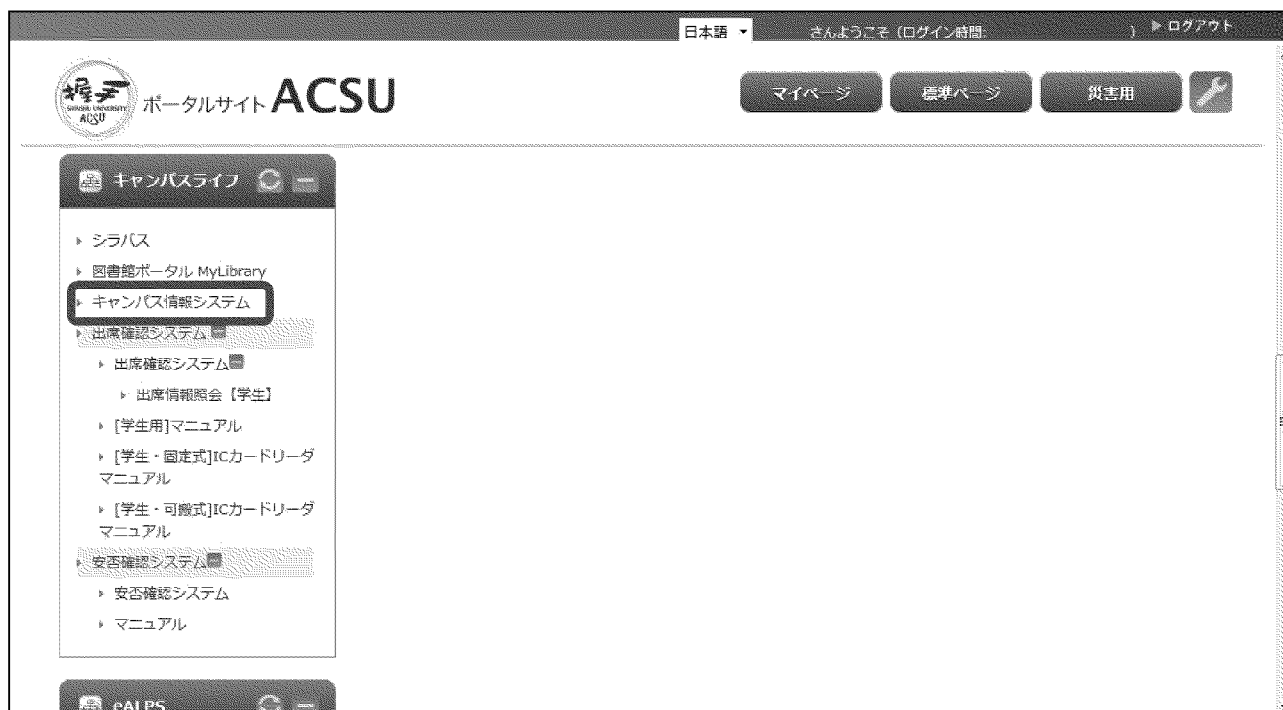 日本語
さんようこそ（ログイン時間:
）
ログアウト
握手
SHINSHU UNIVERSITY
ACSU
ポータルサイト ACSU
マイページ
標準ページ
災害用
キャンパスライフ
シラバス
図書館ポータル MyLibrary
キャンパス情報システム
出席確認システム
出席確認システム
出席情報照会【学生】
[学生用]マニュアル
[学生・固定式]ICカードリーダ
マニュアル
[学生・可搬式]ICカードリーダ
マニュアル
安否確認システム
安否確認システム
マニュアル
eALPS